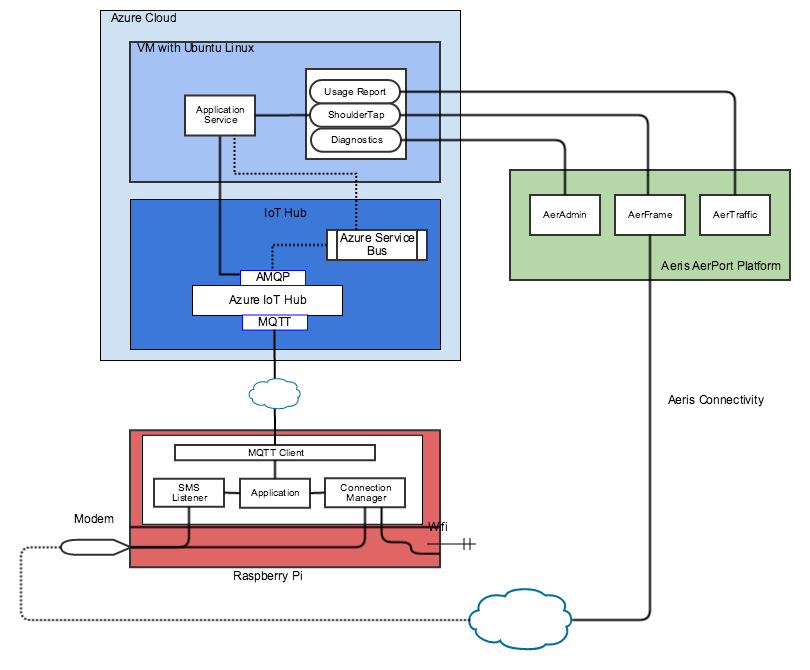 Azure Cloud
VM with Ubuntu Linux
Usage Report
Application
Service
ShoulderTap
Diagnostics
IoT Hub
AerAdmin
AerFrame
AerTraffic
Azure Service
Bus
Aeris AerPort Platform
AMQP
Azure IoT Hub
MQTT
Aeris Connectivity
MQTT Client
SMS
Listener
Application
Connection
Manager
Modem
Wifi
Raspberry Pi